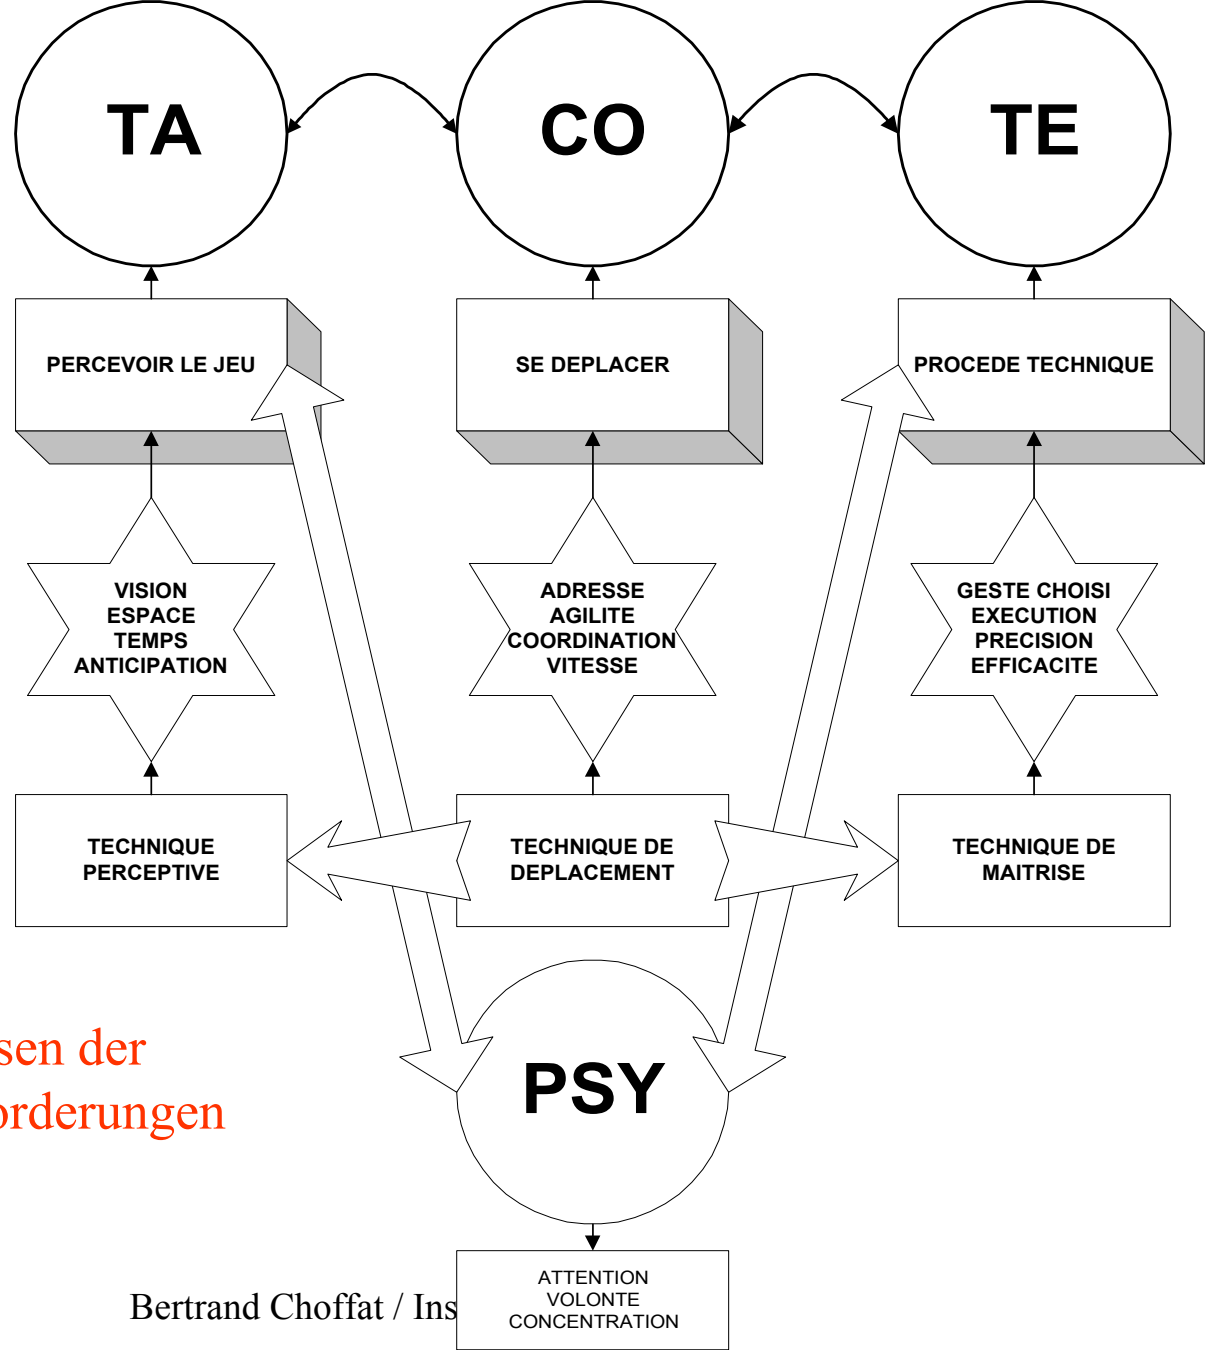 TA
CO
TE
PERCEVOIR LE JEU
SE DEPLACER
PROCEDE TECHNIQUE
VISION
ESPACE
TEMPS
ANTICIPATION
ADRESSE
AGILITE
COORDINATION
VITESSE
GESTE CHOISI
EXECUTION
PRECISION
EFFICACITE
TECHNIQUE
PERCEPTIVE
TECHNIQUE DE
DEPLACEMENT
TECHNIQUE DE
MAITRISE
sen der
orderungen
PSY
ATTENTION
VOLONTE
CONCENTRATION
Bertrand Choffat / Ins